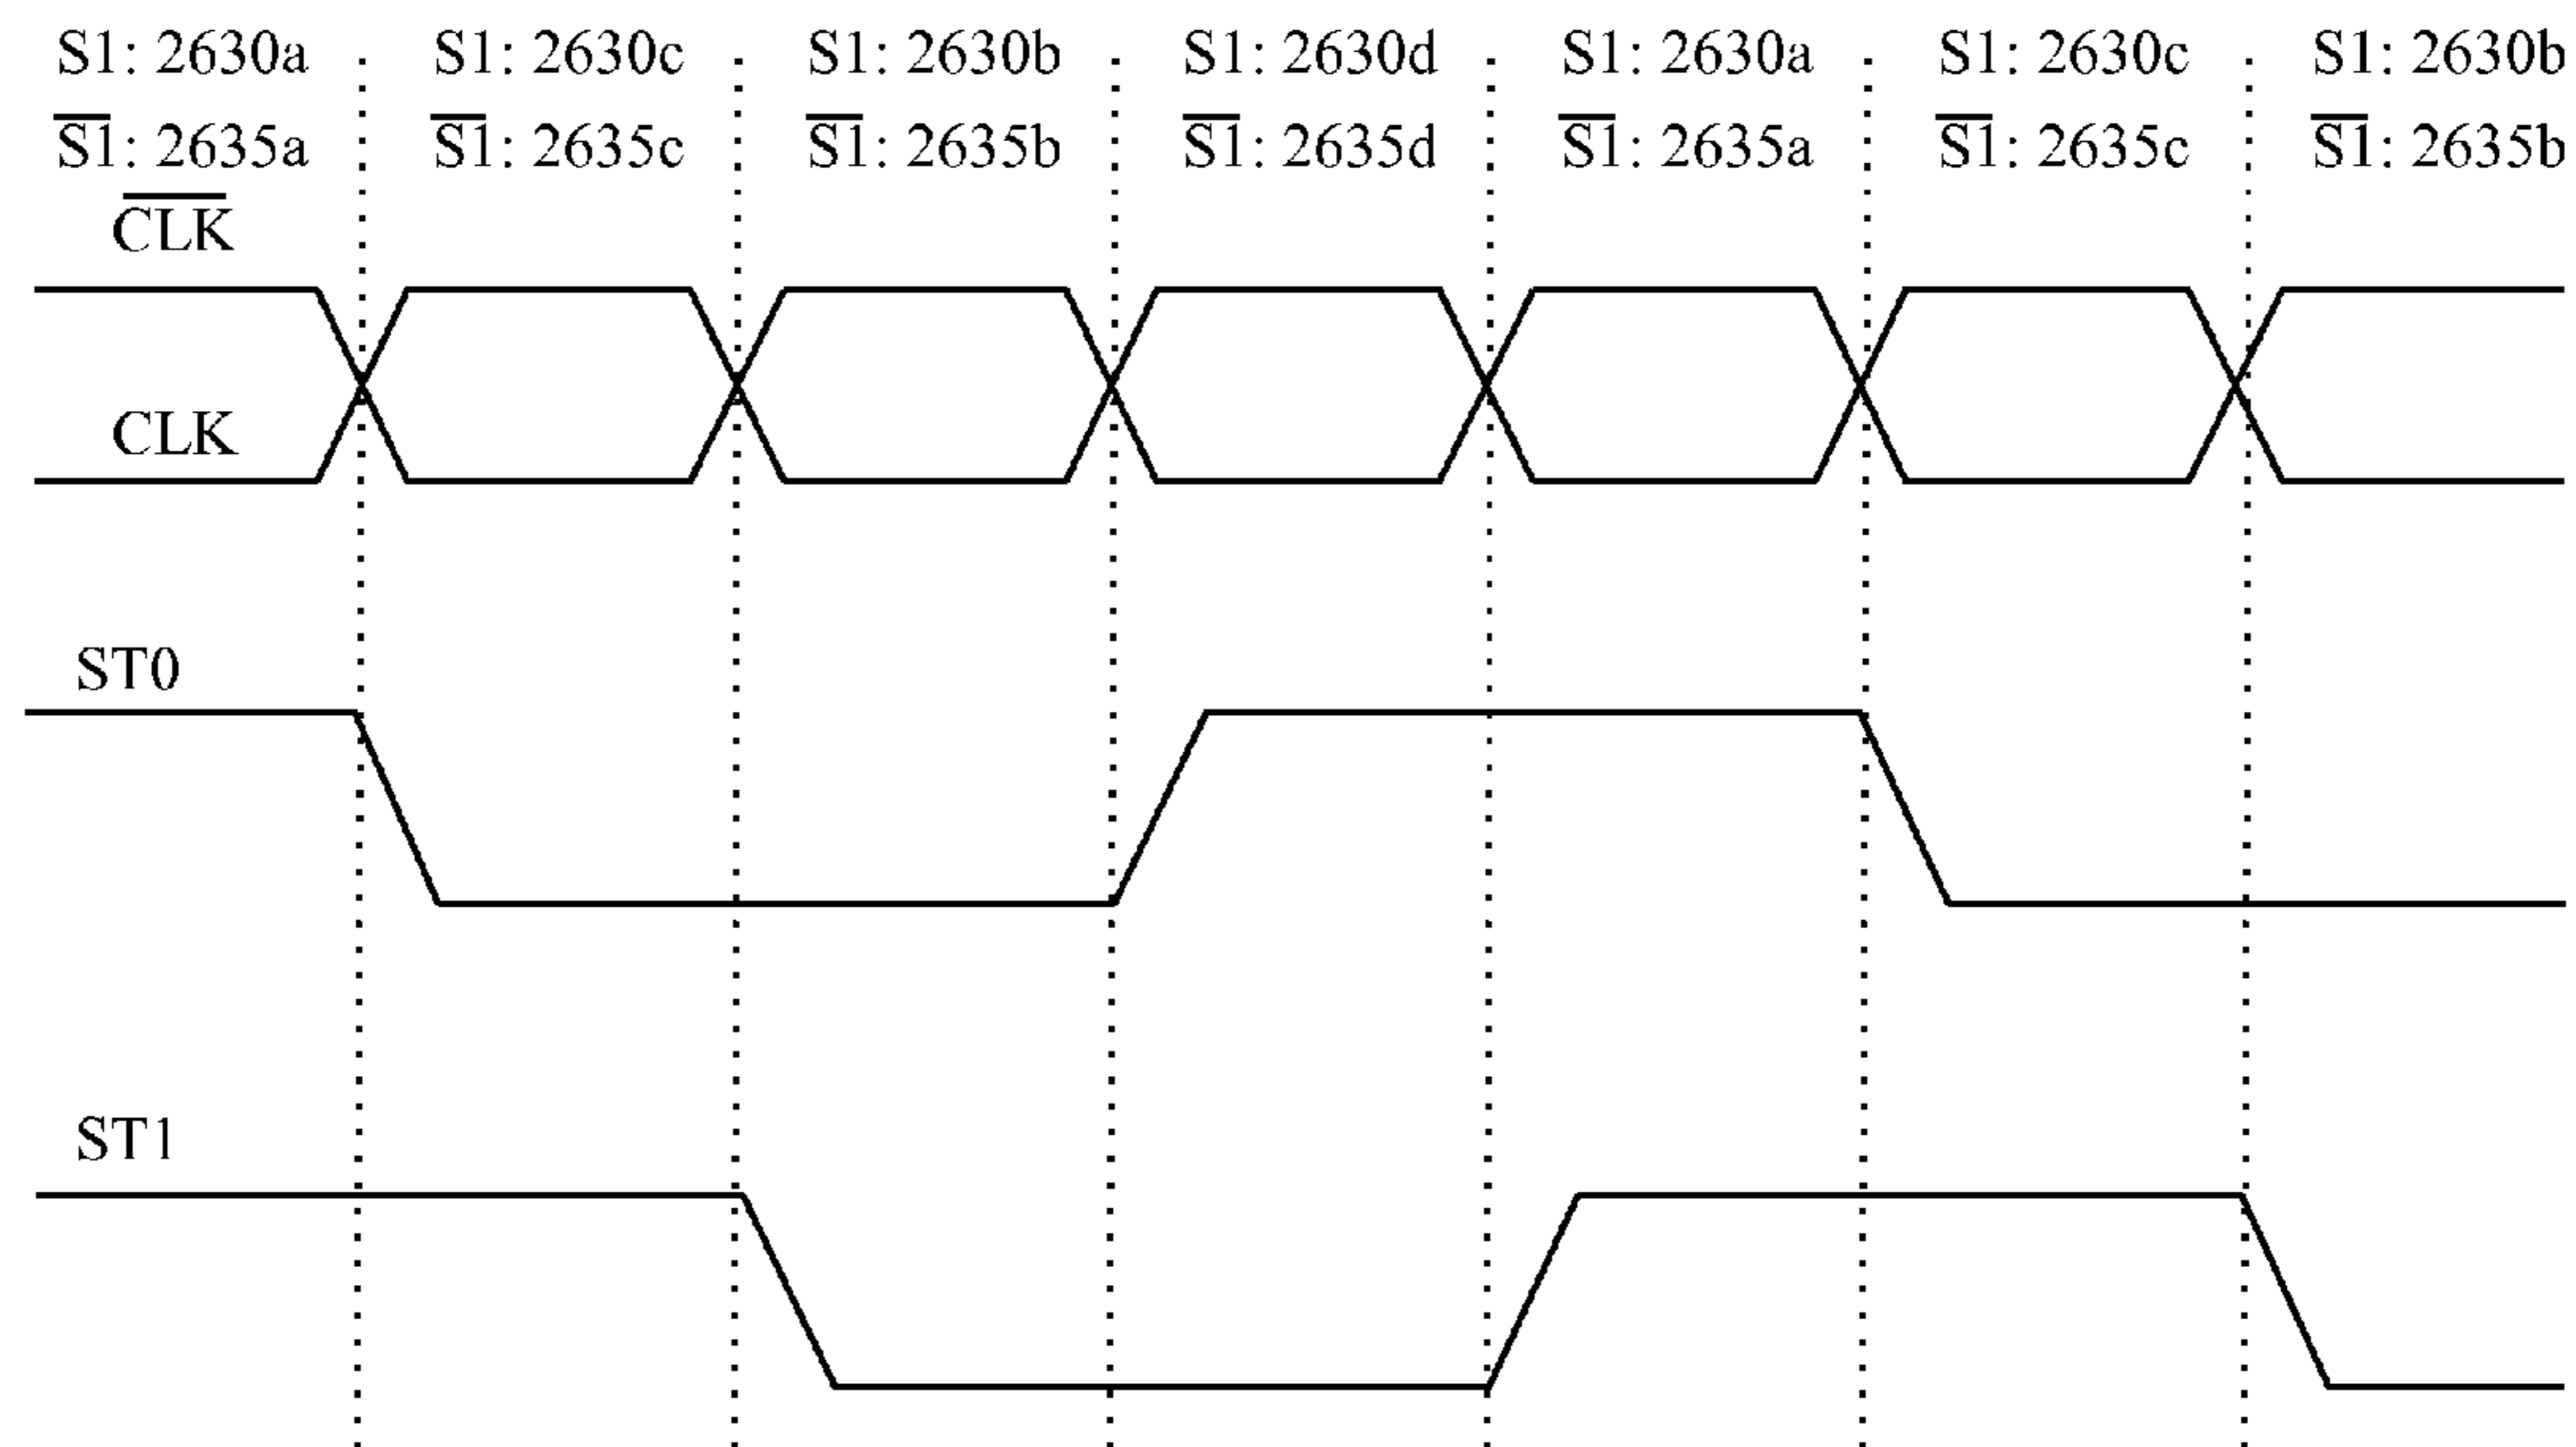 S1: 2630a S1: 2630c S1: 2630b S1: 2630d S1: 2630a S1: 2630c S1: 2630b
S̅1̅: 2635a S̅1̅: 2635c S̅1̅: 2635b S̅1̅: 2635d S̅1̅: 2635a S̅1̅: 2635c S̅1̅: 2635b
C̅L̅K̅
CLK
ST0
ST1